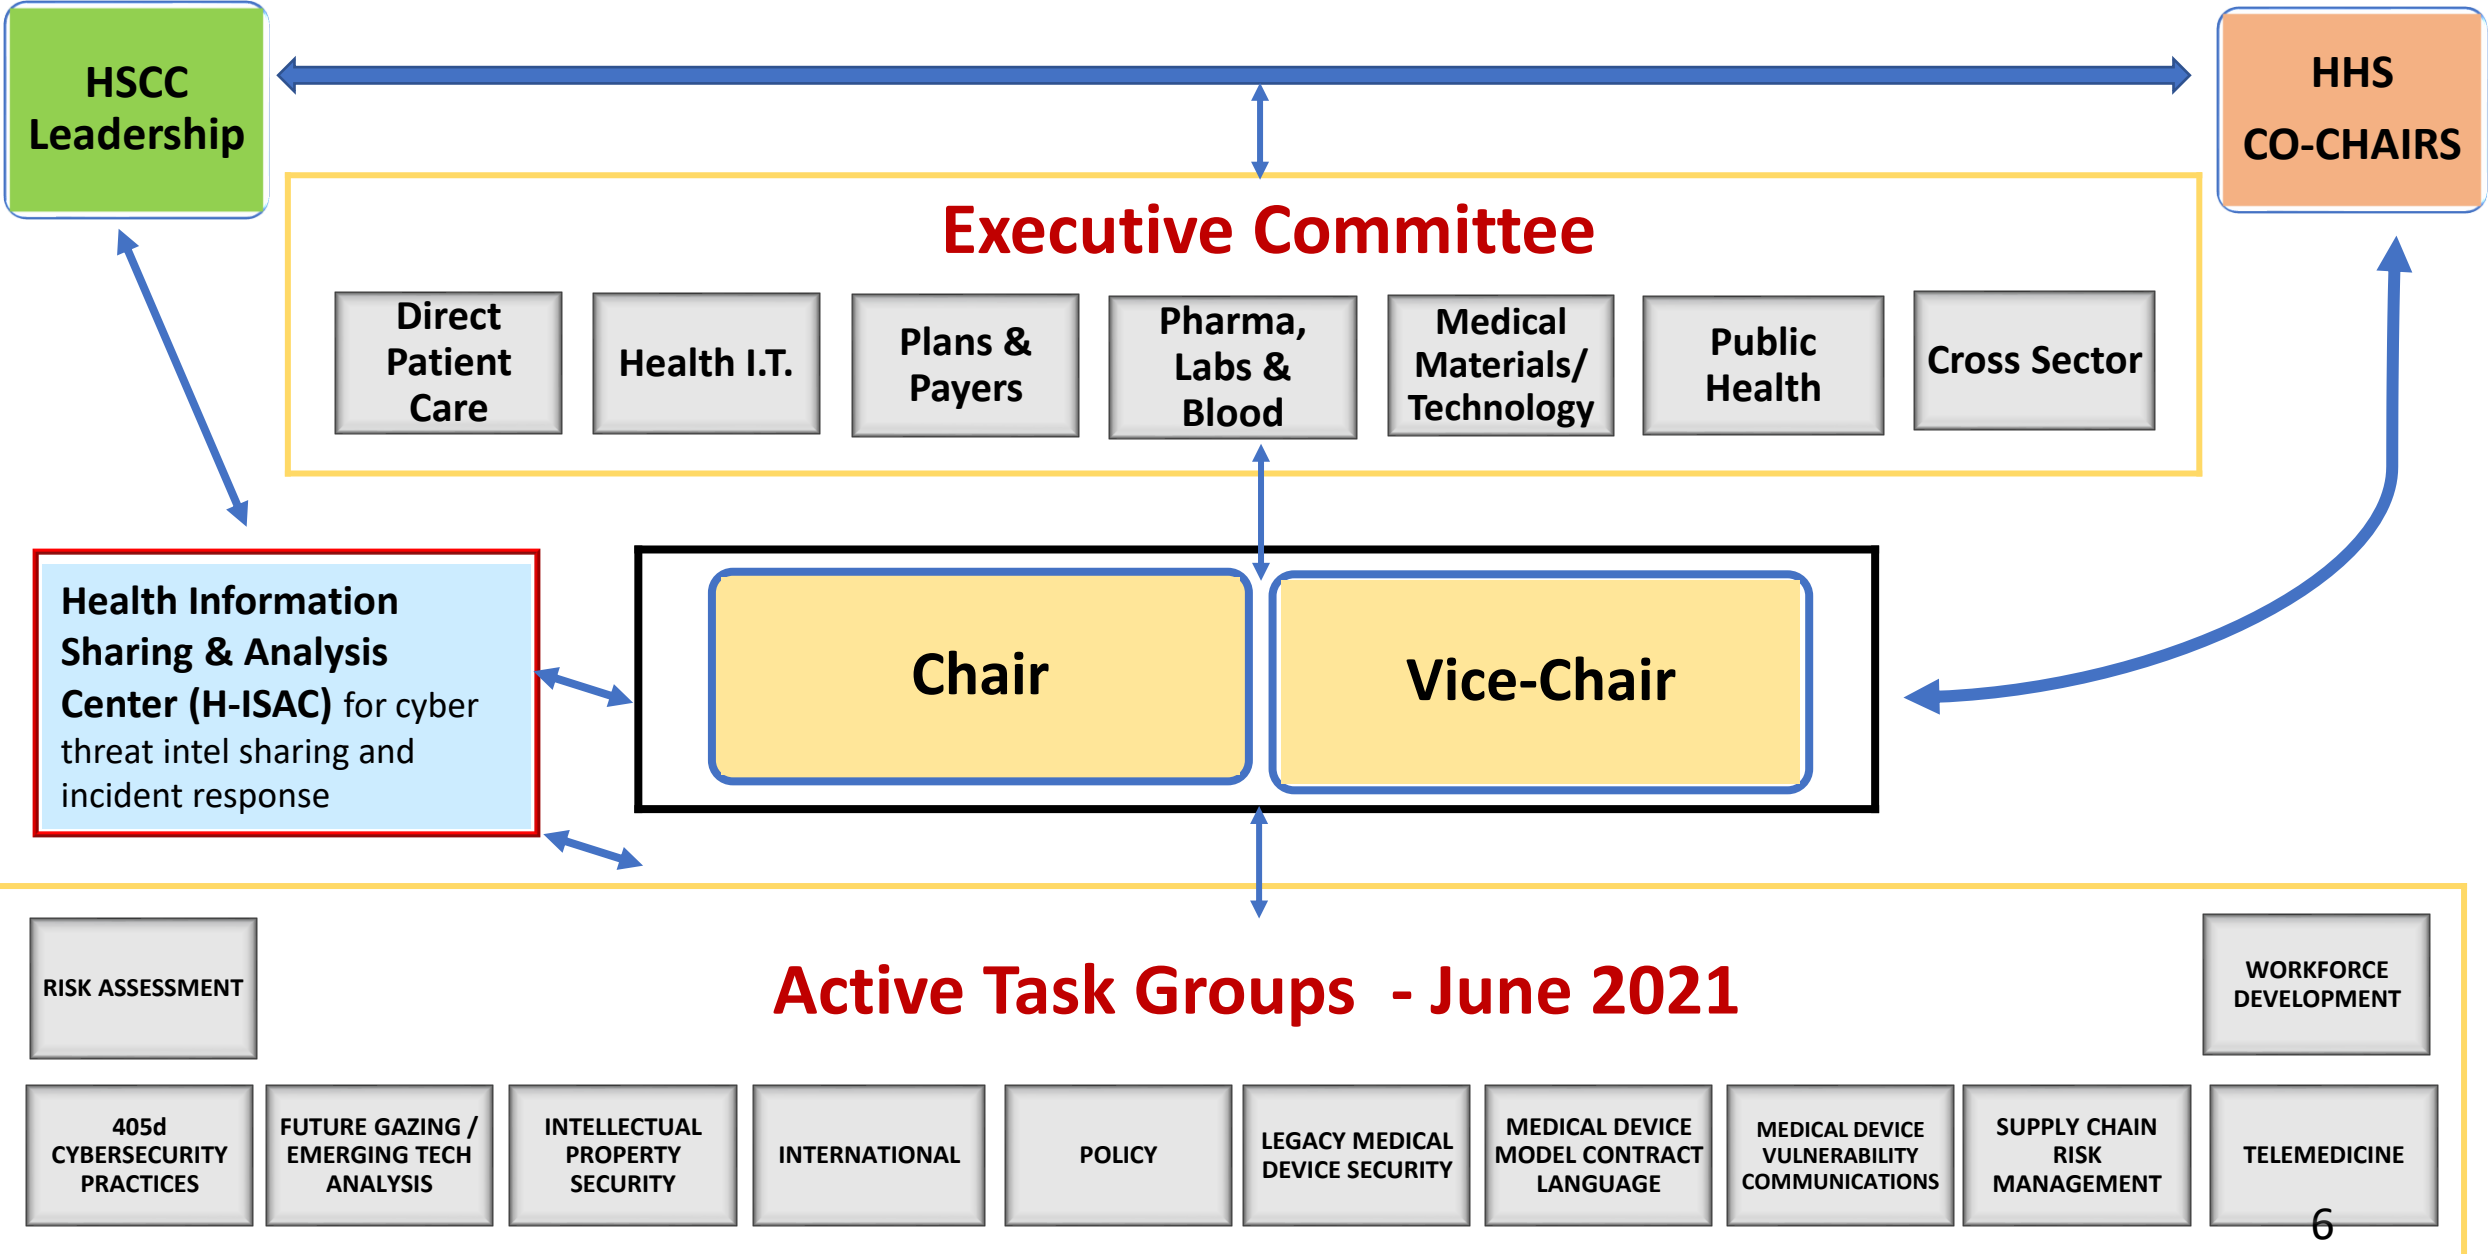 HSCC
Leadership
HHS
CO-CHAIRS
Executive Committee
Direct
Patient
Care
Health I.T.
Plans &
Payers
Pharma,
Labs &
Blood
Medical
Materials/
Technology
Public
Health
Cross Sector
Health Information
Sharing & Analysis
Center (H-ISAC) for cyber
threat intel sharing and
incident response
Chair
Vice-Chair
Active Task Groups - June 2021
RISK ASSESSMENT
WORKFORCE
DEVELOPMENT
405d
CYBERSECURITY
PRACTICES
FUTURE GAZING /
EMERGING TECH
ANALYSIS
INTELLECTUAL
PROPERTY
SECURITY
INTERNATIONAL
POLICY
LEGACY MEDICAL
DEVICE SECURITY
MEDICAL DEVICE
MODEL CONTRACT
LANGUAGE
MEDICAL DEVICE
VULNERABILITY
COMMUNICATIONS
SUPPLY CHAIN
RISK
MANAGEMENT
TELEMEDICINE
6